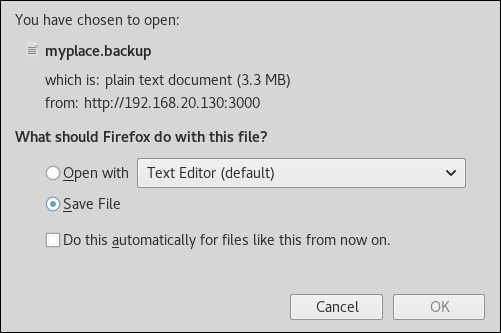 You have chosen to open:
myplace.backup
which is: plain text document (3.3 MB)
from: http://192.168.20.130:3000
What should Firefox do with this file?
Open with Text Editor (default)
Save File
Do this automatically for files like this from now on.
Cancel OK